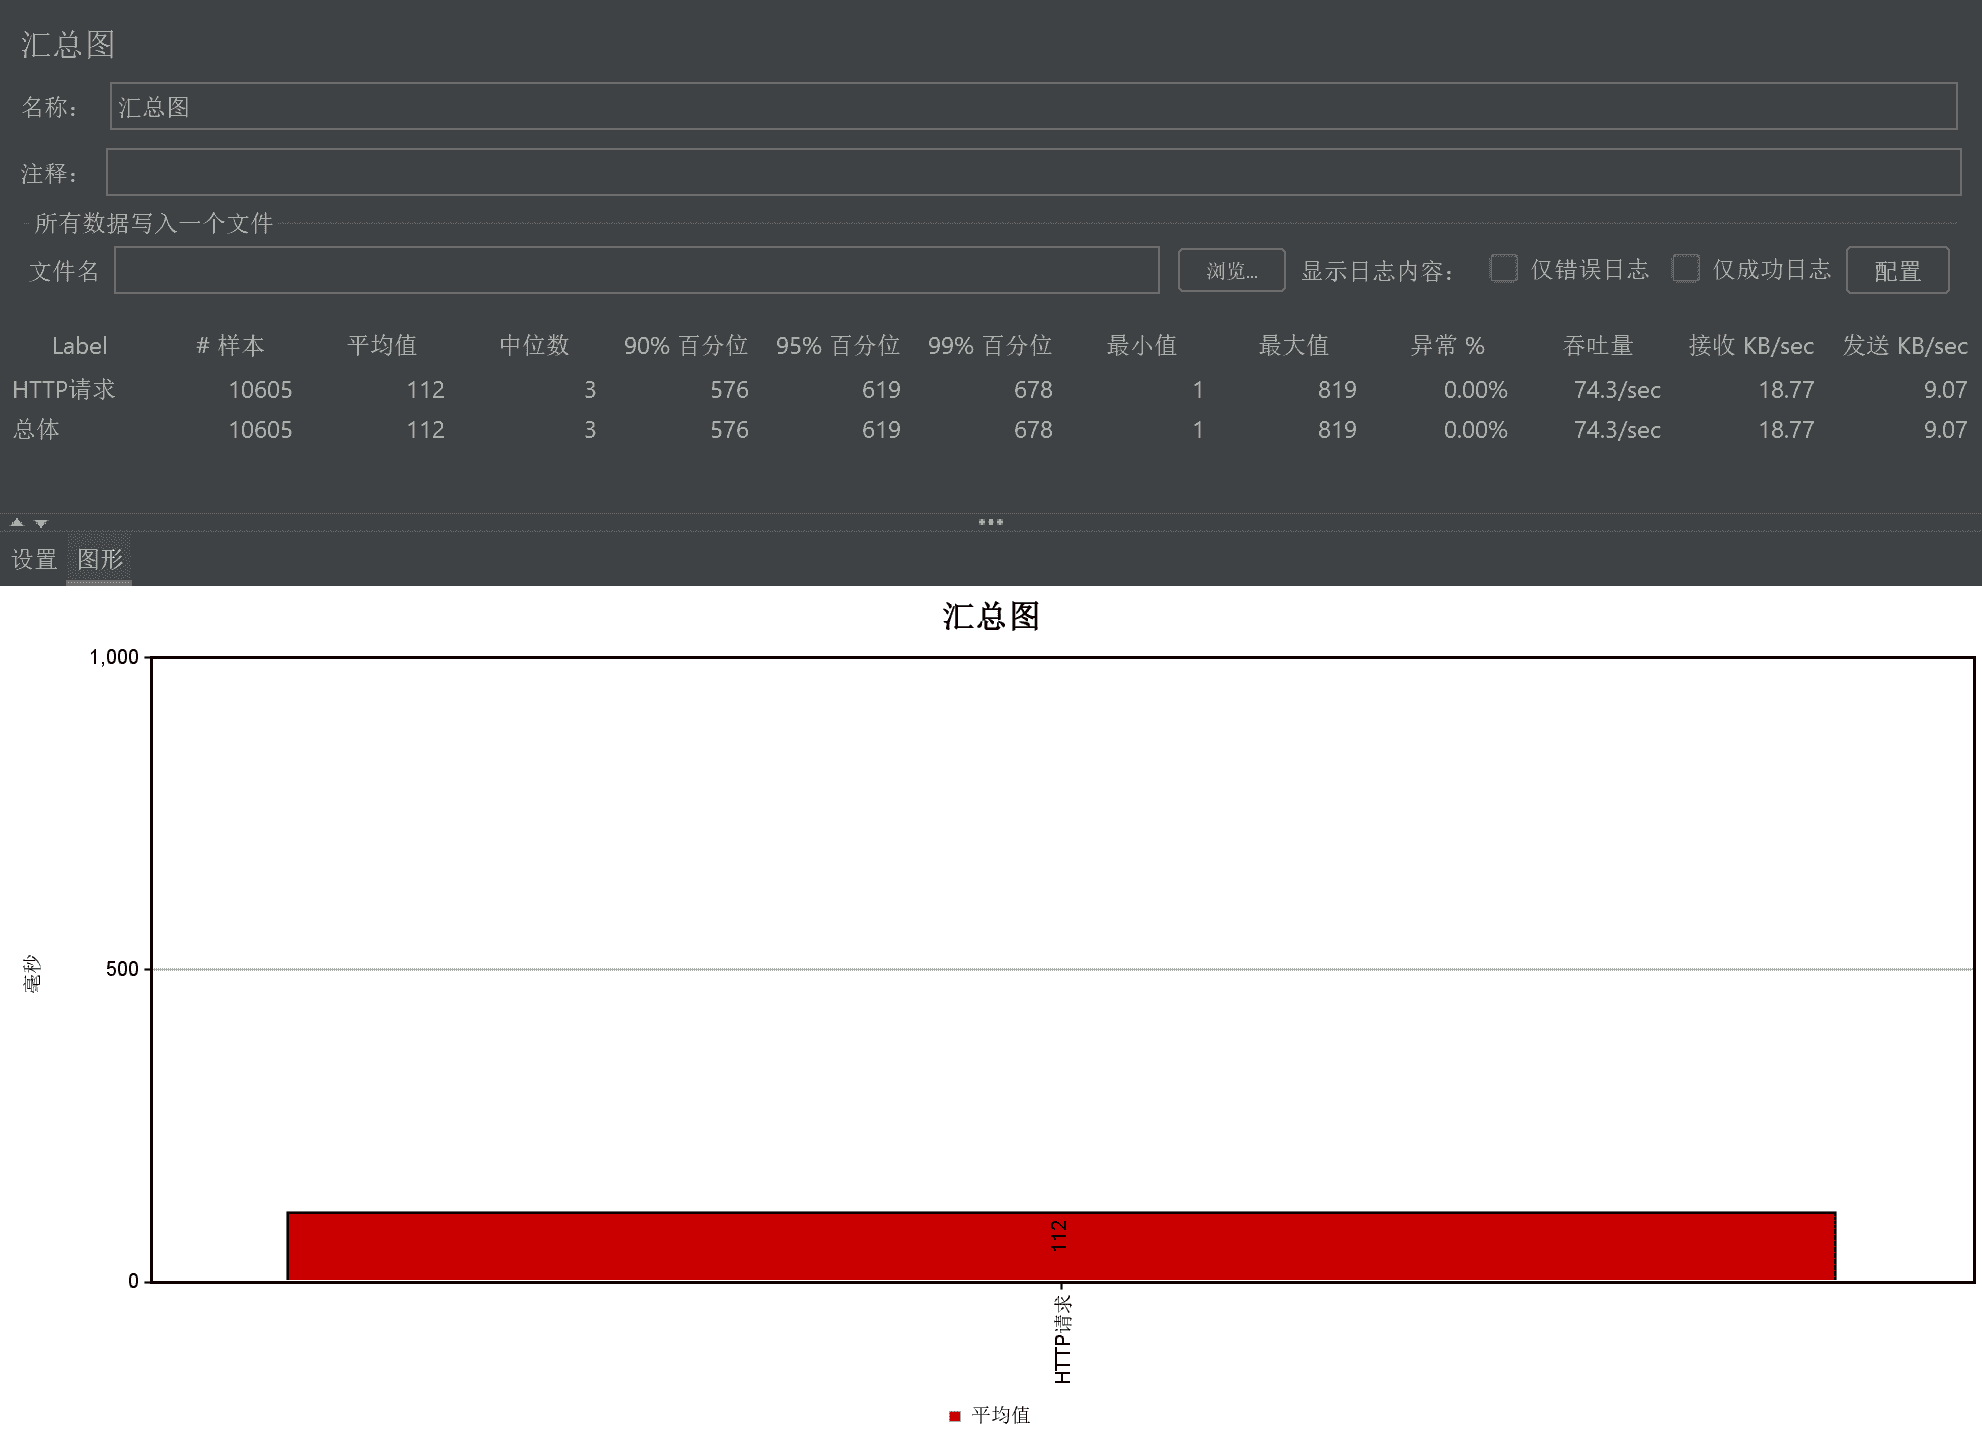 汇总图
名称： 汇总图
注释：
所有数据写入一个文件
文件名 浏览... 显示日志内容： 仅错误日志 仅成功日志 配置
Label # 样本 平均值 中位数 90% 百分位 95% 百分位 99% 百分位 最小值 最大值 异常 % 吞吐量 接收 KB/sec 发送 KB/sec
HTTP请求 10605 112 3 576 619 678 1 819 0.00% 74.3/sec 18.77 9.07
总体 10605 112 3 576 619 678 1 819 0.00% 74.3/sec 18.77 9.07
设置 图形
汇总图
1,000
毫秒
500
112
0
HTTP请求
平均值